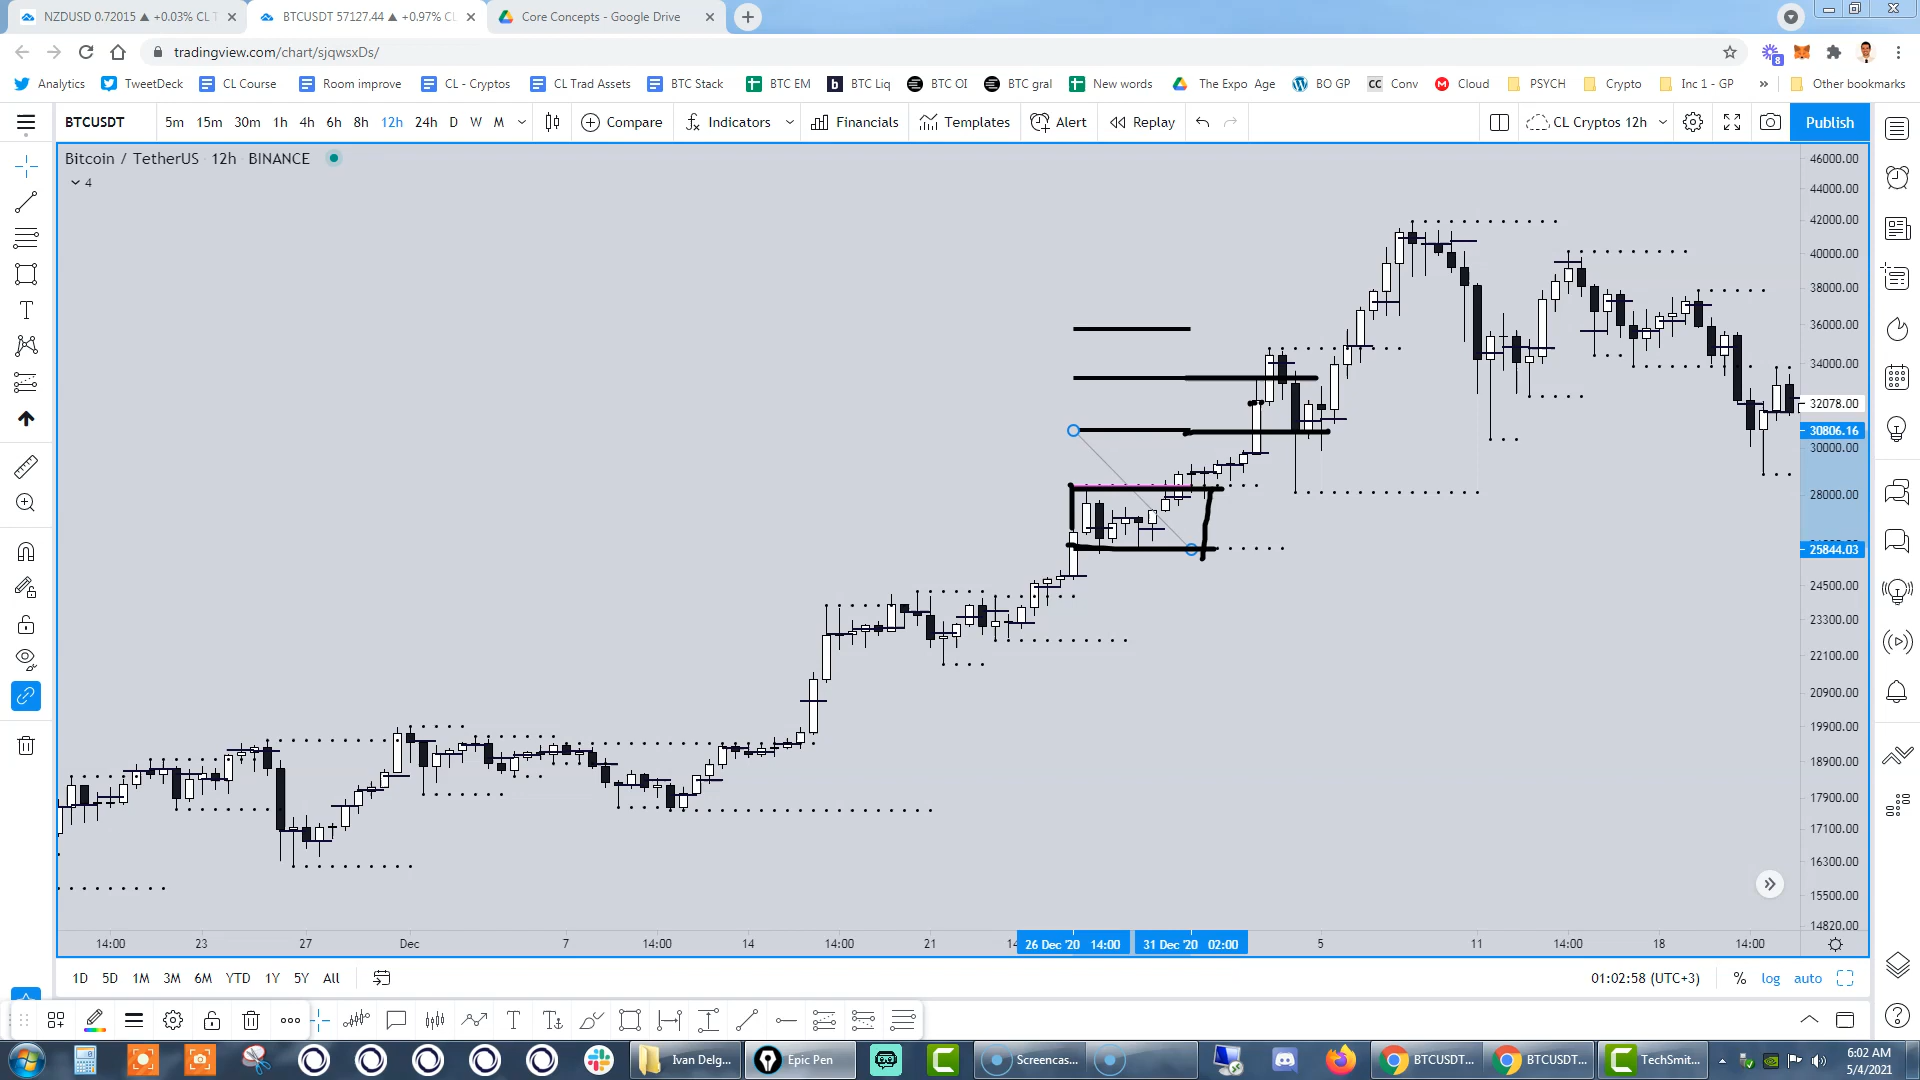 NZDUSD 0.72015 ▲ +0.03% CL T
BTCUSDT 57127.44 ▲ +0.97% CL
Core Concepts - Google Drive
tradingview.com/chart/sjqwsxDs/
8
Analytics TweetDeck CL Course Room improve CL - Cryptos CL Trad Assets BTC Stack BTC EM BTC Liq BTC OI BTC gral New words The Expo Age BO GP CC Conv Cloud PSYCH Crypto Inc 1 - GP » Other bookmarks
BTCUSDT 5m 15m 30m 1h 4h 6h 8h 12h 24h D W M Compare Indicators Financials Templates Alert Replay CL Cryptos 12h Publish
Bitcoin / TetherUS 12h BINANCE
4
46000.00
44000.00
42000.00
40000.00
38000.00
36000.00
34000.00
32078.00
30806.16
30000.00
28000.00
25844.03
24500.00
23300.00
22100.00
20900.00
19900.00
18900.00
17900.00
17100.00
16300.00
15500.00
14820.00
14:00 23 27 Dec 7 14:00 14 14:00 21 26 Dec '20 14:00 31 Dec '20 02:00 5 11 14:00 18 14:00
1D 5D 1M 3M 6M YTD 1Y 5Y All 01:02:58 (UTC+3) % log auto
Ivan Delg... Epic Pen Screencas... BTCUSDT... BTCUSDT... TechSmit...
6:02 AM
5/4/2021